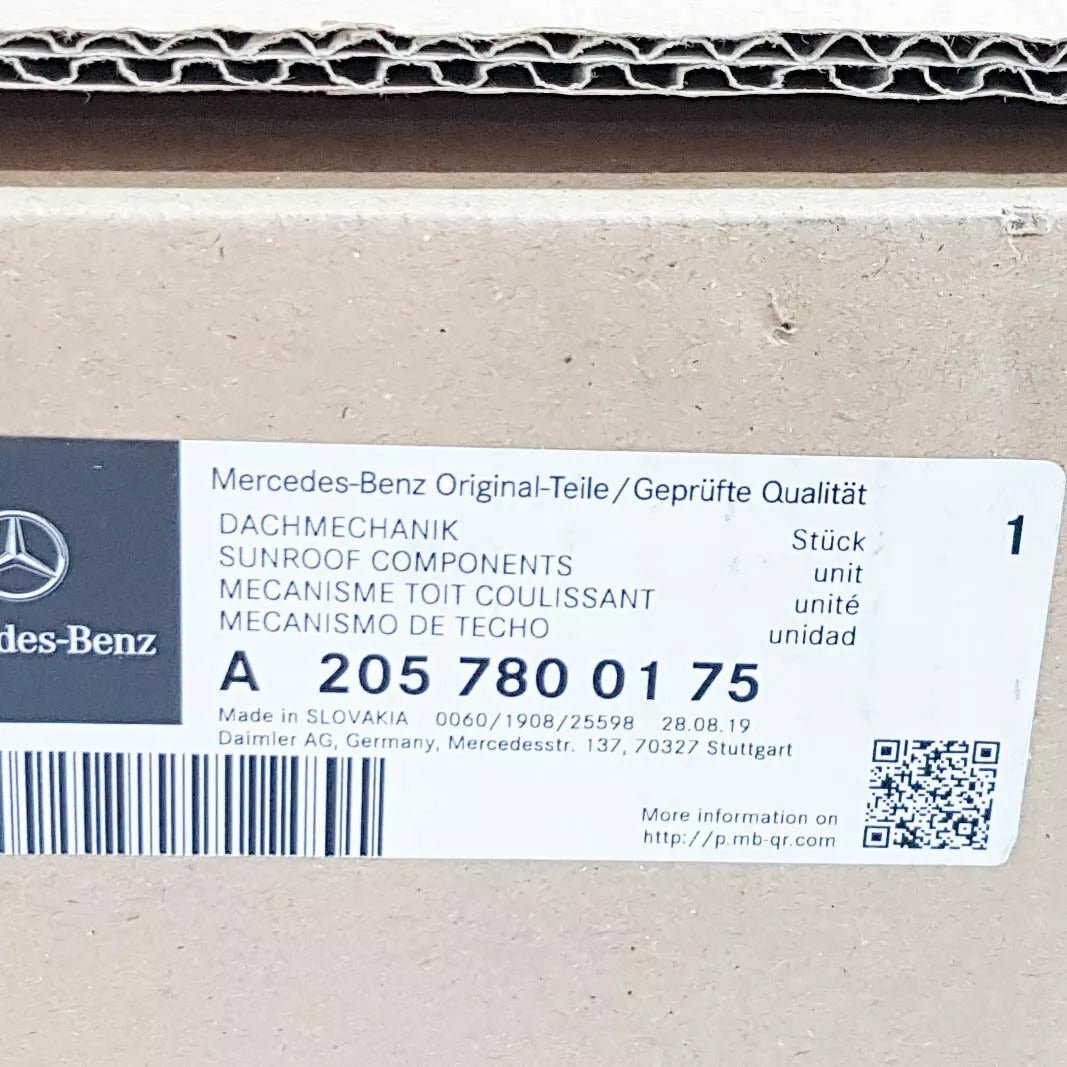 Mercedes-Benz Original-Teile/Geprüfte Qualität
DACHMECHANIK
SUNROOF COMPONENTS
MECANISME TOIT COULISSANT
MECANISMO DE TECHO
Stück 1
unit
unité
unidad
des-Benz
A 205 780 01 75
Made in SLOVAKIA 0060/1908/25598 28.08.19
Daimler AG, Germany, Mercedesstr. 137, 70327 Stuttgart
More information on
http://p.mb-qr.com